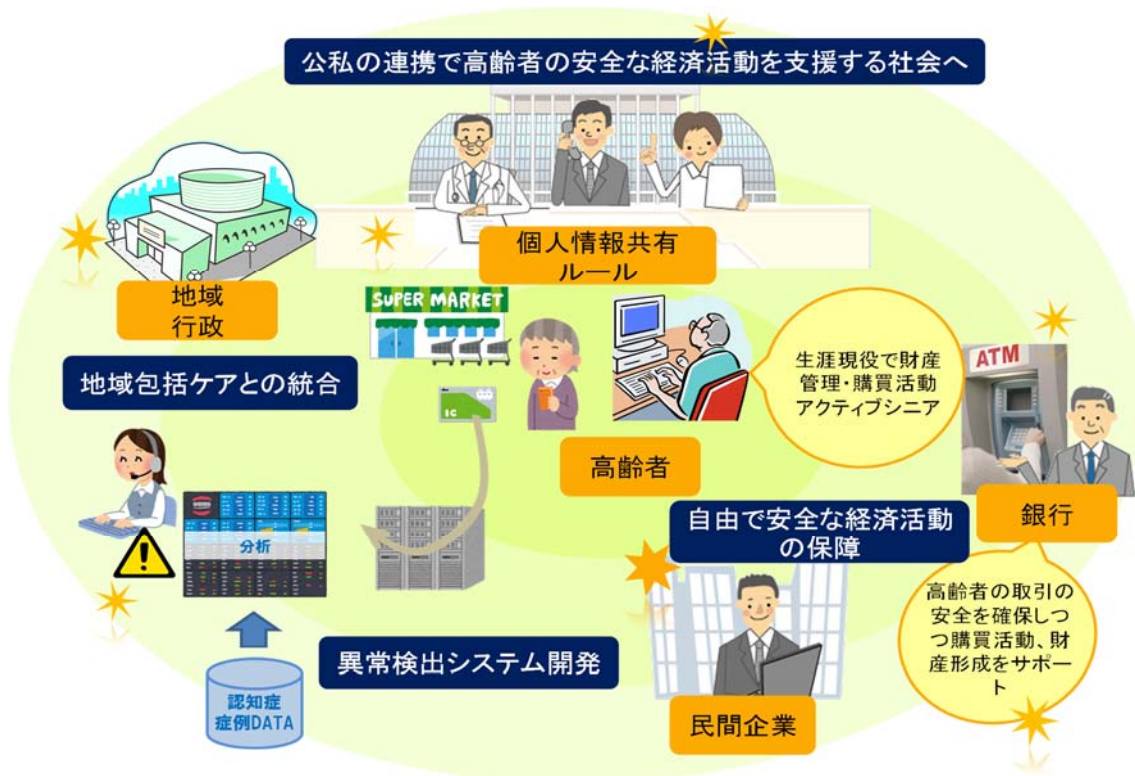 公私の連携で高齢者の安全な経済活動を支援する社会へ
個人情報共有
ルール
地域
行政
SUPER MARKET
地域包括ケアとの統合
IC
生涯現役で財産
管理・購買活動
アクティブシニア
ATM
高齢者
銀行
自由で安全な経済活動
の保障
分析
高齢者の取引の
安全を確保しつ
つ購買活動、財
産形成をサポー
ト
異常検出システム開発
認知症
症例DATA
民間企業